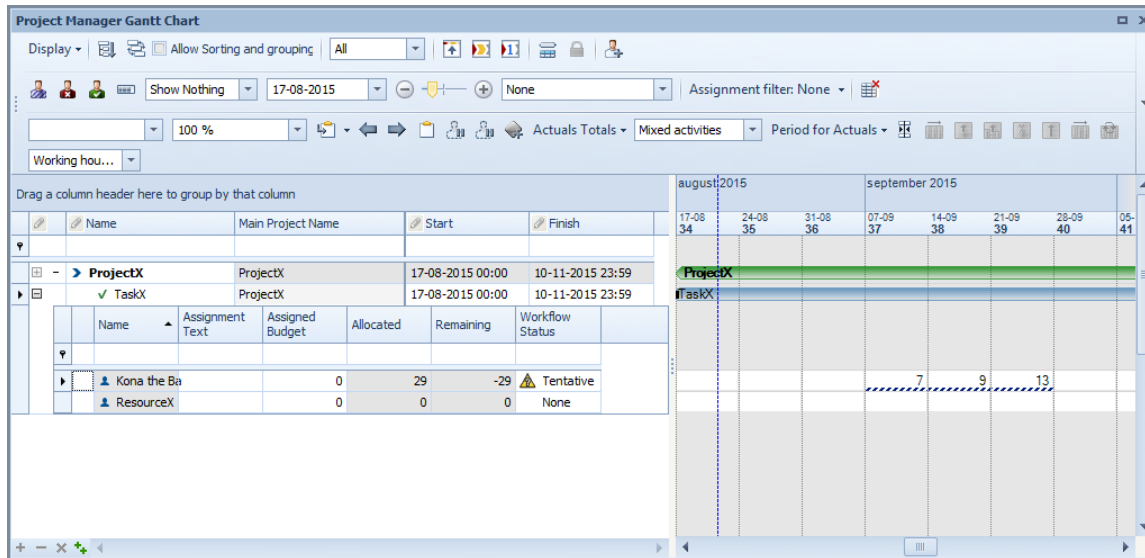 Project Manager Gantt Chart
Display Allow Sorting and grouping All
Show Nothing 17-08-2015 None Assignment filter: None
100 % Actuals Totals Mixed activities Period for Actuals
Working hou...
Drag a column header here to group by that column
august 2015 september 2015
Name Main Project Name Start Finish
17-08 24-08 31-08 07-09 14-09 21-09 28-09 05-
34 35 36 37 38 39 40 41
ProjectX ProjectX 17-08-2015 00:00 10-11-2015 23:59 ProjectX
TaskX ProjectX 17-08-2015 00:00 10-11-2015 23:59 TaskX
Name Assignment Text Assigned Budget Allocated Remaining Workflow Status
Kona the Ba 0 29 -29 Tentative 7 9 13
ResourceX 0 0 0 None